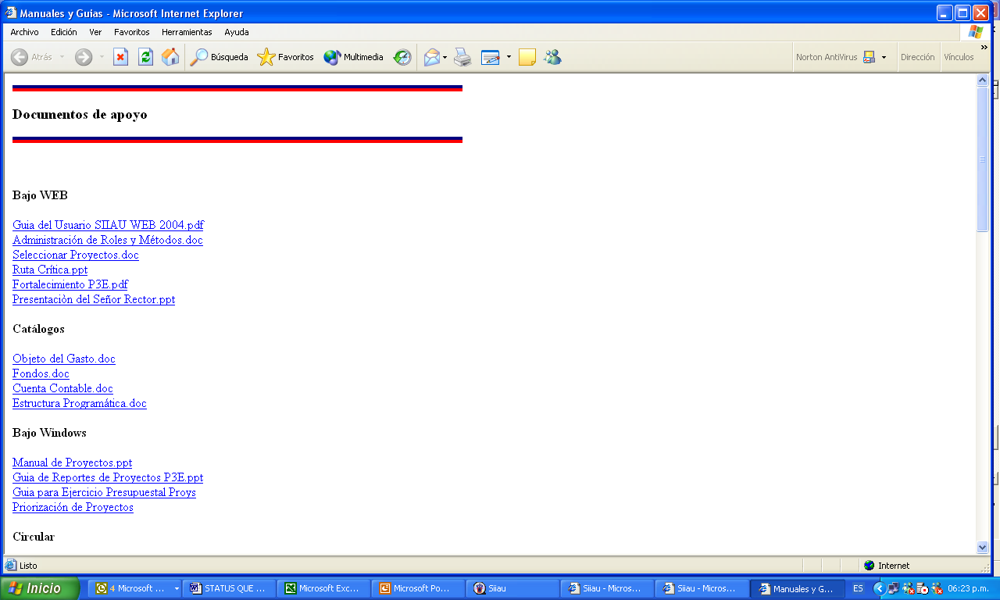 Manuales y Guias - Microsoft Internet Explorer
Archivo Edición Ver Favoritos Herramientas Ayuda
Atrás Búsqueda Favoritos Multimedia Norton AntiVirus Dirección Vínculos
Documentos de apoyo
Bajo WEB
Guia del Usuario SIIAU WEB 2004.pdf
Administración de Roles y Métodos.doc
Seleccionar Proyectos.doc
Ruta Crítica.ppt
Fortalecimiento P3E.pdf
Presentaciòn del Señor Rector.ppt
Catálogos
Objeto del Gasto.doc
Fondos.doc
Cuenta Contable.doc
Estructura Programática.doc
Bajo Windows
Manual de Proyectos.ppt
Guia de Reportes de Proyectos P3E.ppt
Guia para Ejercicio Presupuestal Proys
Priorización de Proyectos
Circular
Listo Internet
Inicio 4 Microsoft ... STATUS QUE ... Microsoft Exc... Microsoft Po... Siiau Siiau - Micros... Siiau - Micros... Manuales y G... ES 06:23 p.m.